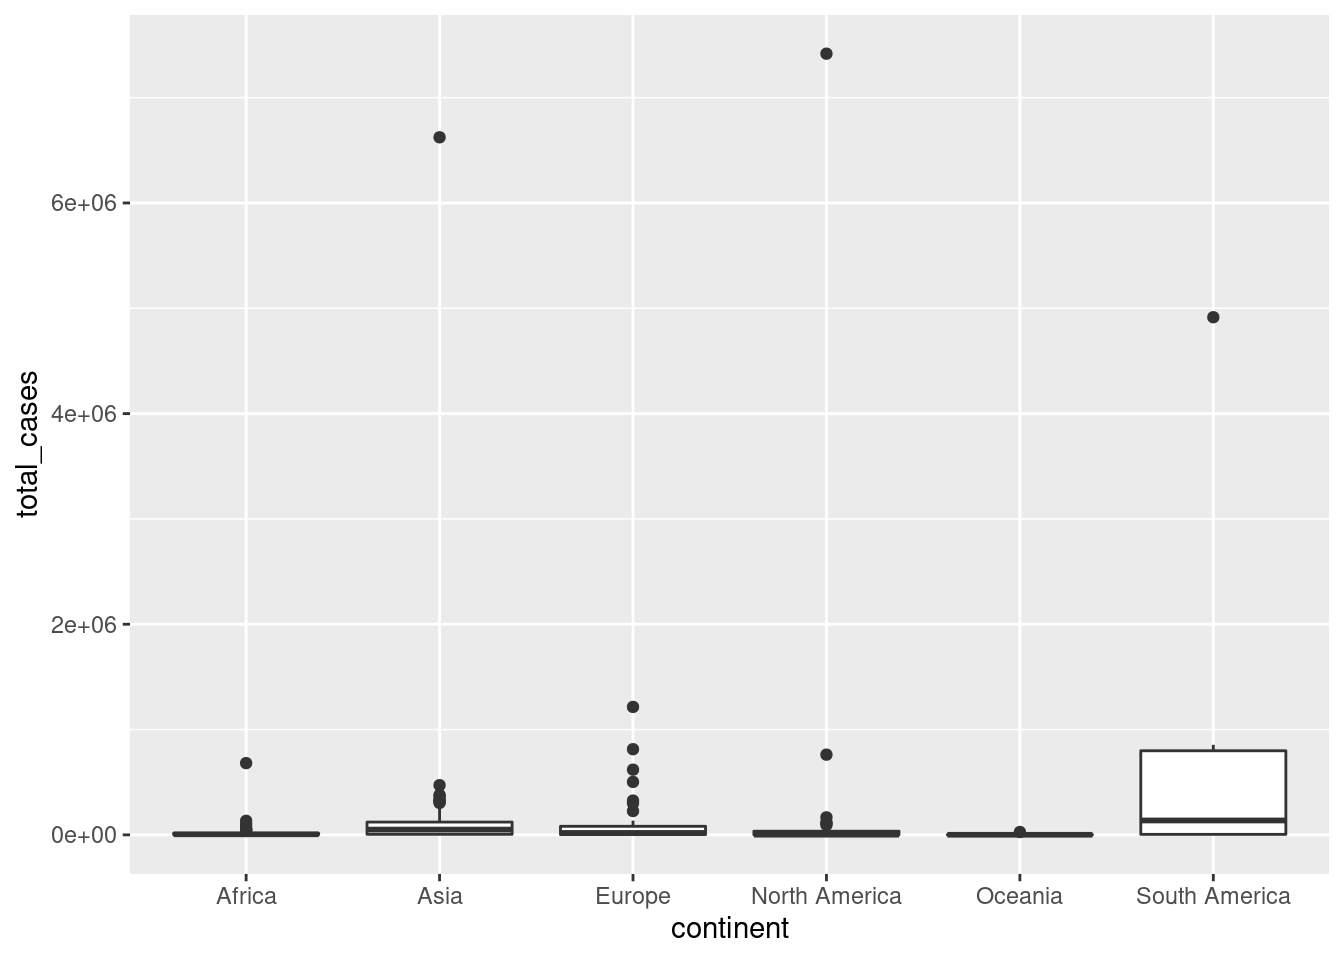 total_cases
6e+06
4e+06
2e+06
0e+00
Africa Asia Europe North America Oceania South America
continent